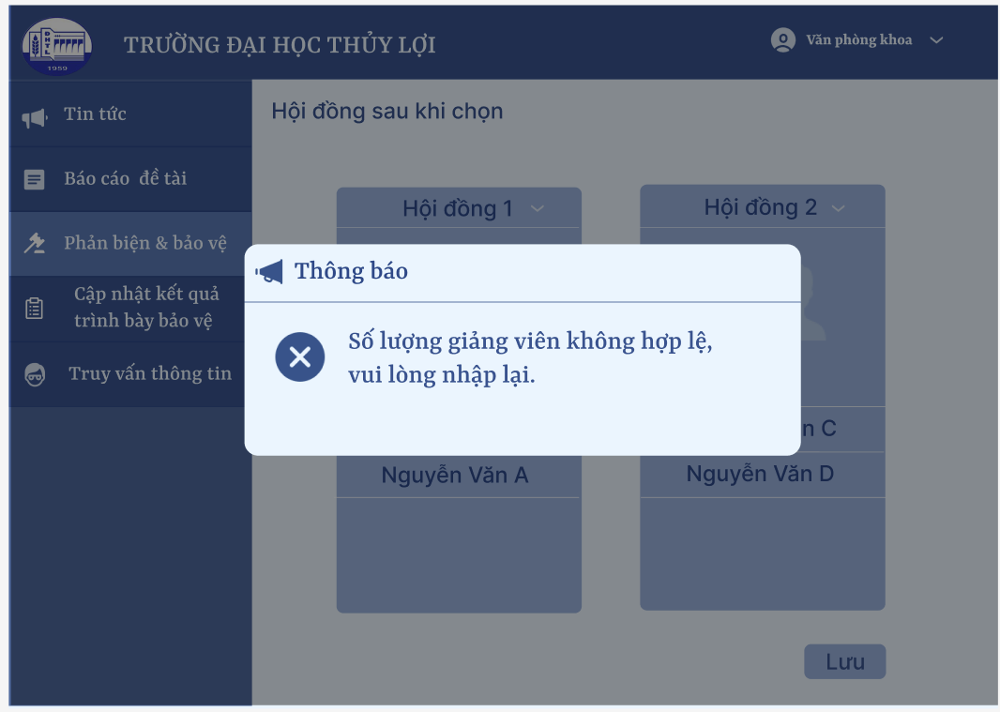 TRƯỜNG ĐẠI HỌC THỦY LỢI
ĐHTL
1959
Văn phòng khoa
Tin tức
Báo cáo đề tài
Phản biện & bảo vệ
Cập nhật kết quả
trình bày bảo vệ
Truy vấn thông tin
Hội đồng sau khi chọn
Hội đồng 1
Hội đồng 2
Thông báo
Số lượng giảng viên không hợp lệ,
vui lòng nhập lại.
n C
Nguyễn Văn A
Nguyễn Văn D
Lưu